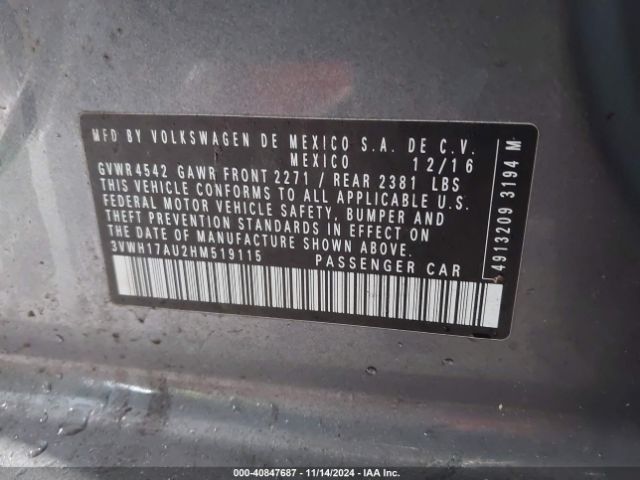 MFD BY VOLKSWAGEN DE MEXICO S.A. DE C.V.
MEXICO 12/16
GVWR 4542 GAWR FRONT 2271 / REAR 2381 LBS
THIS VEHICLE CONFORMS TO ALL APPLICABLE U.S.
FEDERAL MOTOR VEHICLE SAFETY, BUMPER AND
THEFT PREVENTION STANDARDS IN EFFECT ON
THE DATE OF MANUFACTURE SHOWN ABOVE.
3VWH17AU2HM519115 PASSENGER CAR
4913209 3194 M
000-40847687 - 11/14/2024 - IAA Inc.